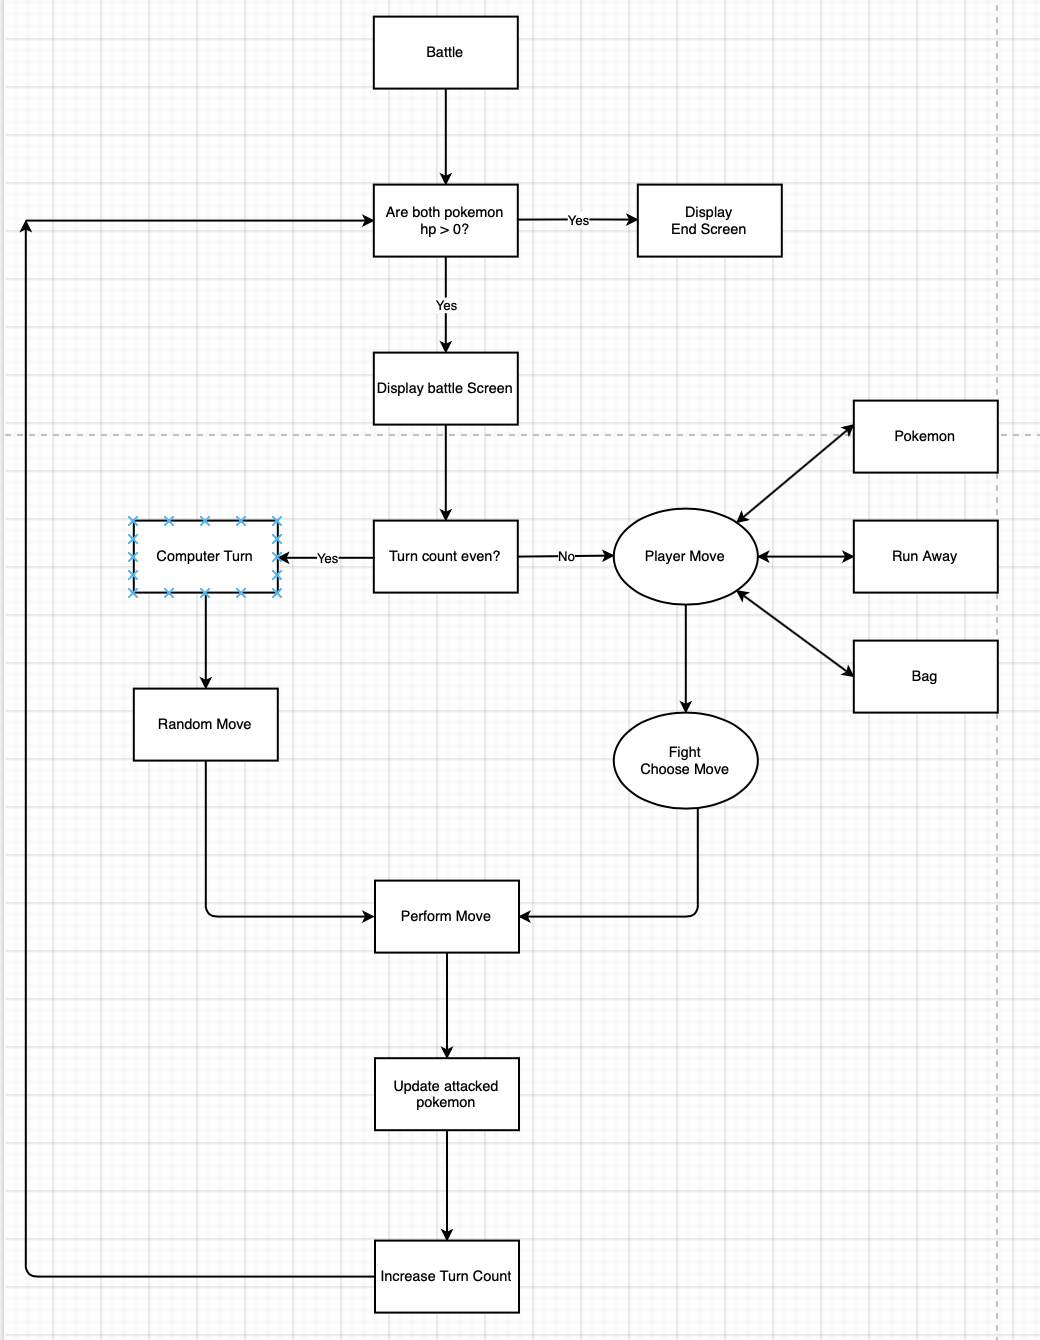 Battle
Are both pokemon
hp > 0?
Yes
Display
End Screen
Yes
Display battle Screen
Pokemon
Computer Turn
Yes
Turn count even?
No
Player Move
Run Away
Bag
Random Move
Fight
Choose Move
Perform Move
Update attacked
pokemon
Increase Turn Count